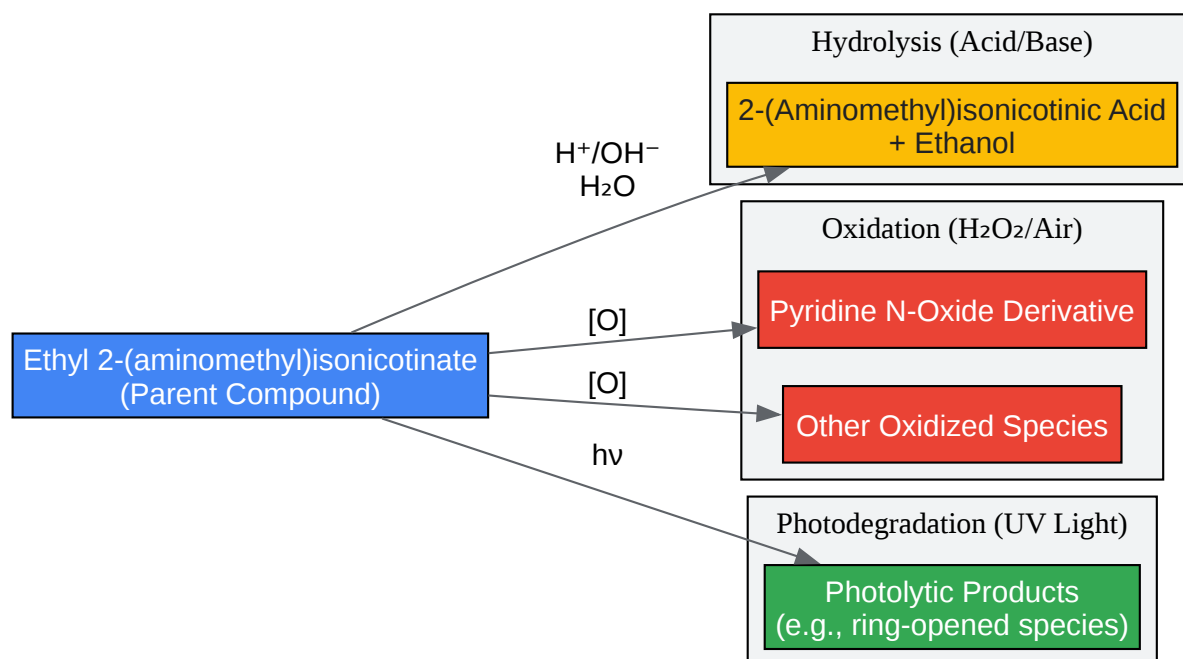 Hydrolysis (Acid/Base)
2-(Aminomethyl)isonicotinic Acid
+ Ethanol
H⁺/OH⁻
H₂O
Oxidation (H₂O₂/Air)
Pyridine N-Oxide Derivative
[O]
Ethyl 2-(aminomethyl)isonicotinate
(Parent Compound)
[O]
Other Oxidized Species
hν
Photodegradation (UV Light)
Photolytic Products
(e.g., ring-opened species)